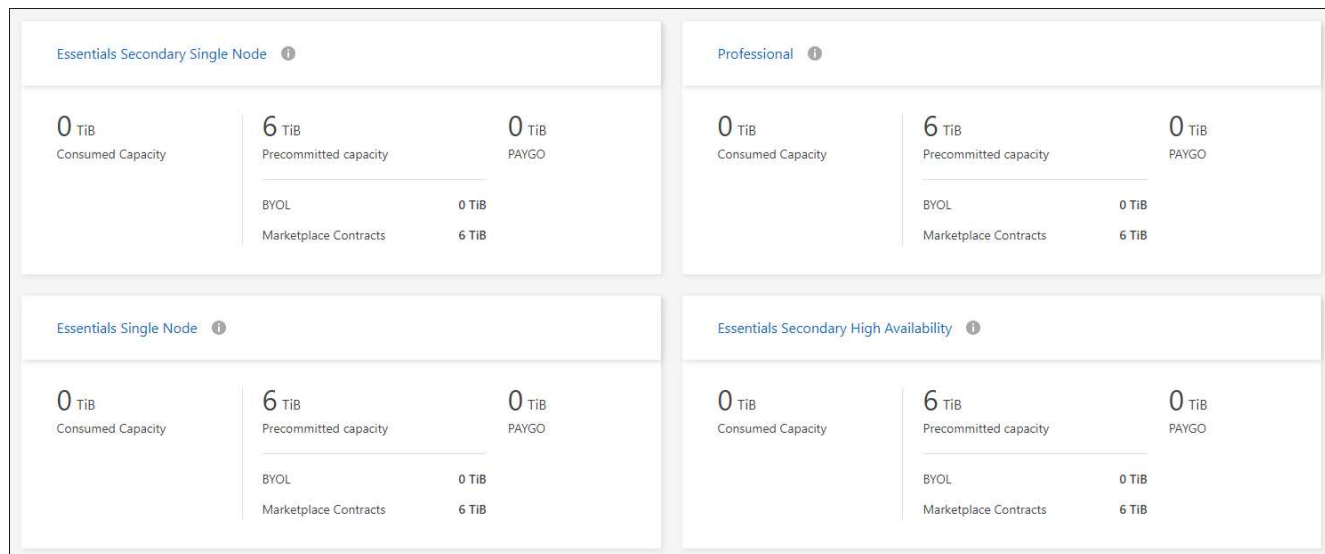 Essentials Secondary Single Node
0 TiB
Consumed Capacity
6 TiB
Precommitted capacity
0 TiB
PAYGO
BYOL 0 TiB
Marketplace Contracts 6 TiB
Professional
0 TiB
Consumed Capacity
6 TiB
Precommitted capacity
0 TiB
PAYGO
BYOL 0 TiB
Marketplace Contracts 6 TiB
Essentials Single Node
0 TiB
Consumed Capacity
6 TiB
Precommitted capacity
0 TiB
PAYGO
BYOL 0 TiB
Marketplace Contracts 6 TiB
Essentials Secondary High Availability
0 TiB
Consumed Capacity
6 TiB
Precommitted capacity
0 TiB
PAYGO
BYOL 0 TiB
Marketplace Contracts 6 TiB